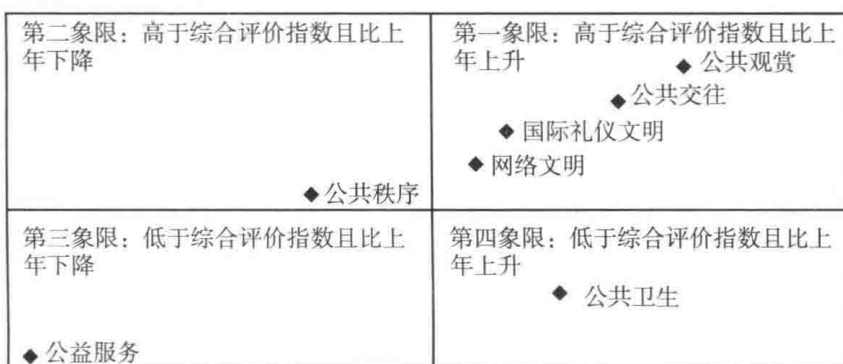 第二象限：高于综合评价指数且比上
年下降
◆公共秩序
第一象限：高于综合评价指数且比上
年上升
◆ 公共观赏
◆公共交往
◆ 国际礼仪文明
◆ 网络文明
第三象限：低于综合评价指数且比上
年下降
◆ 公益服务
第四象限：低于综合评价指数且比上
年上升
◆ 公共卫生